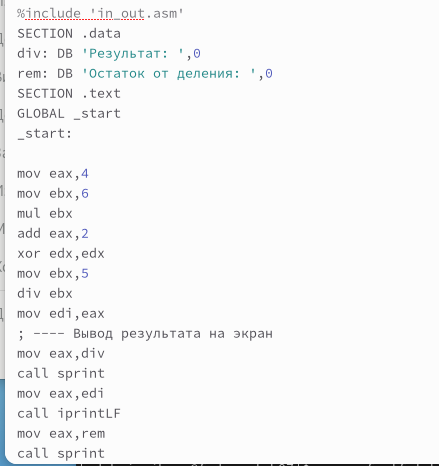 %include 'in_out.asm'
SECTION .data
div: DB 'Результат: ',0
rem: DB 'Остаток от деления: ',0
SECTION .text
GLOBAL _start
_start:
mov eax,4
mov ebx,6
mul ebx
add eax,2
xor edx,edx
mov ebx,5
div ebx
mov edi,eax
; ---- Вывод результата на экран
mov eax,div
call sprint
mov eax,edi
call iprintLF
mov eax,rem
call sprint